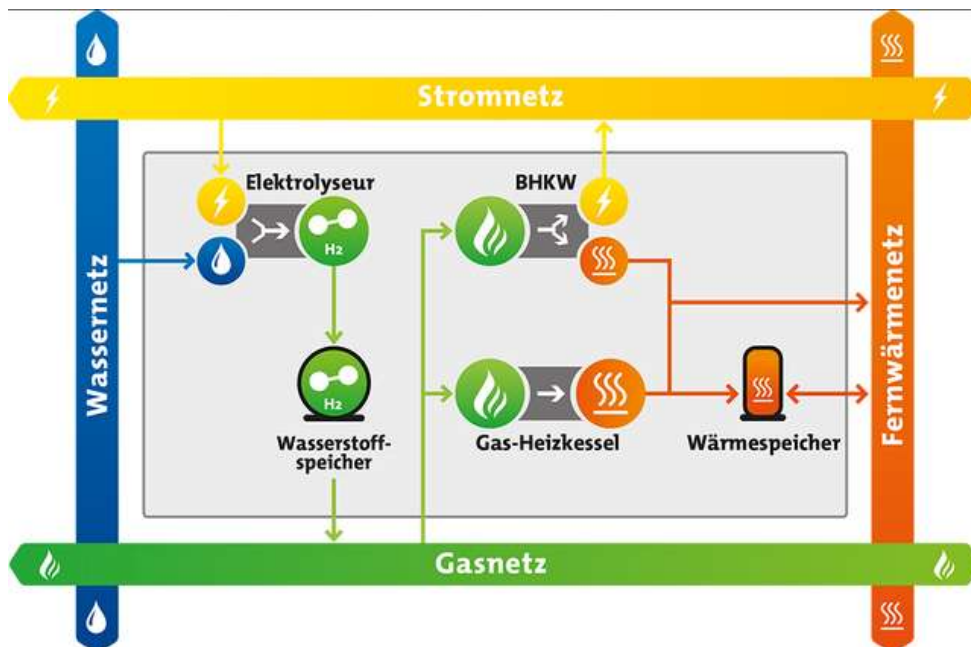 Stromnetz
Wassernetz
Elektrolyseur
H2
BHKW
H2
Wasserstoff-
speicher
Gas-Heizkessel
Wärmespeicher
Fernwärmenetz
Gasnetz